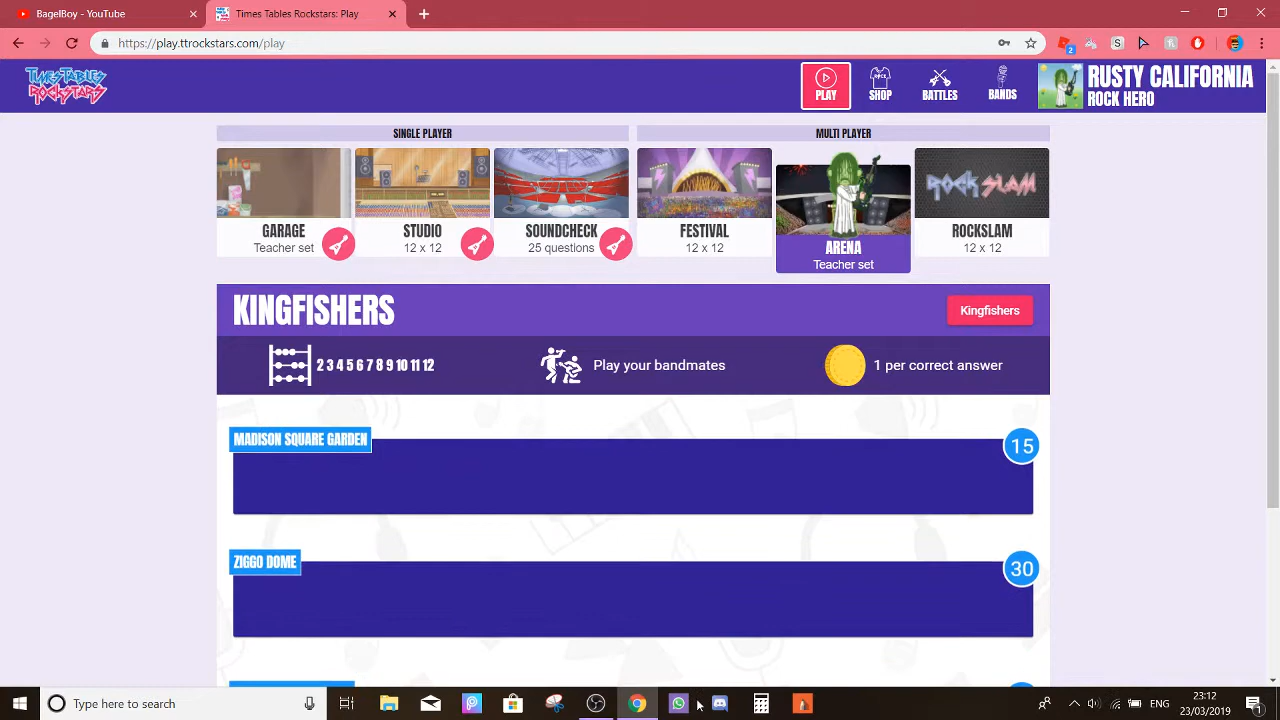 BagelBoy - YouTube
Times Tables Rockstars: Play
https://play.ttrockstars.com/play
TIMES TABLES
ROCKSTARS
PLAY
SHOP
BATTLES
BANDS
RUSTY CALIFORNIA
ROCK HERO
SINGLE PLAYER
MULTI PLAYER
ROCK SLAM
GARAGE
Teacher set
STUDIO
12 x 12
SOUNDCHECK
25 questions
FESTIVAL
12 x 12
ARENA
Teacher set
ROCKSLAM
12 x 12
KINGFISHERS
Kingfishers
2 3 4 5 6 7 8 9 10 11 12
Play your bandmates
1 per correct answer
MADISON SQUARE GARDEN
15
ZIGGO DOME
30
Type here to search
23:12
23/03/2019